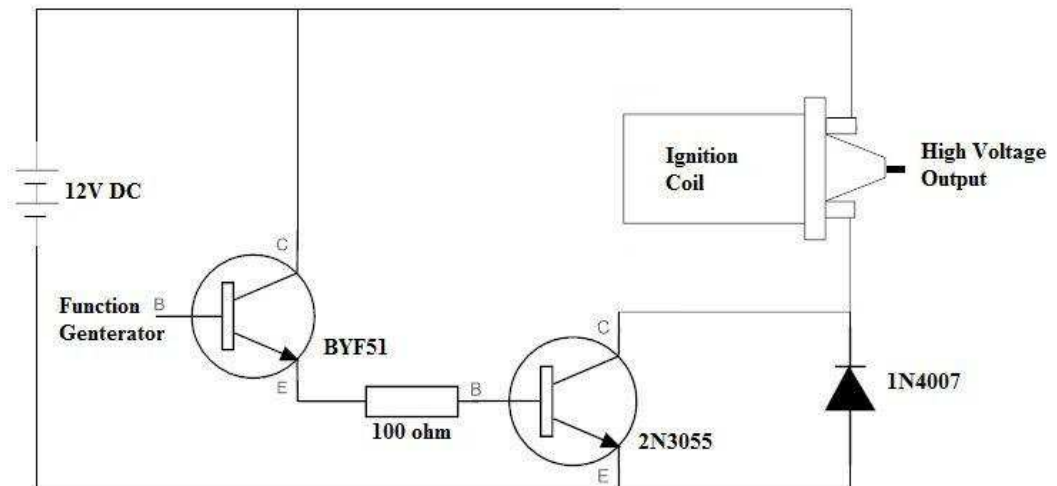 Ignition
Coil
High Voltage
Output
12V DC
C
Function
Genterator
B
BYF51
E
C
1N4007
B
100 ohm
2N3055
E